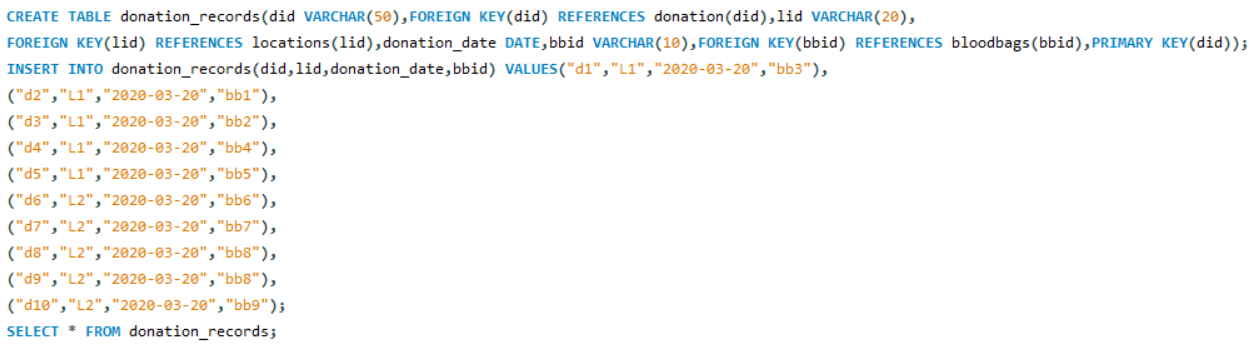 CREATE TABLE donation_records(did VARCHAR(50),FOREIGN KEY(did) REFERENCES donation(did),lid VARCHAR(20),
FOREIGN KEY(lid) REFERENCES locations(lid),donation_date DATE,bbid VARCHAR(10),FOREIGN KEY(bbid) REFERENCES bloodbags(bbid),PRIMARY KEY(did));
INSERT INTO donation_records(did,lid,donation_date,bbid) VALUES("d1","L1","2020-03-20","bb3"),
("d2","L1","2020-03-20","bb1"),
("d3","L1","2020-03-20","bb2"),
("d4","L1","2020-03-20","bb4"),
("d5","L1","2020-03-20","bb5"),
("d6","L2","2020-03-20","bb6"),
("d7","L2","2020-03-20","bb7"),
("d8","L2","2020-03-20","bb8"),
("d9","L2","2020-03-20","bb8"),
("d10","L2","2020-03-20","bb9");
SELECT * FROM donation_records;